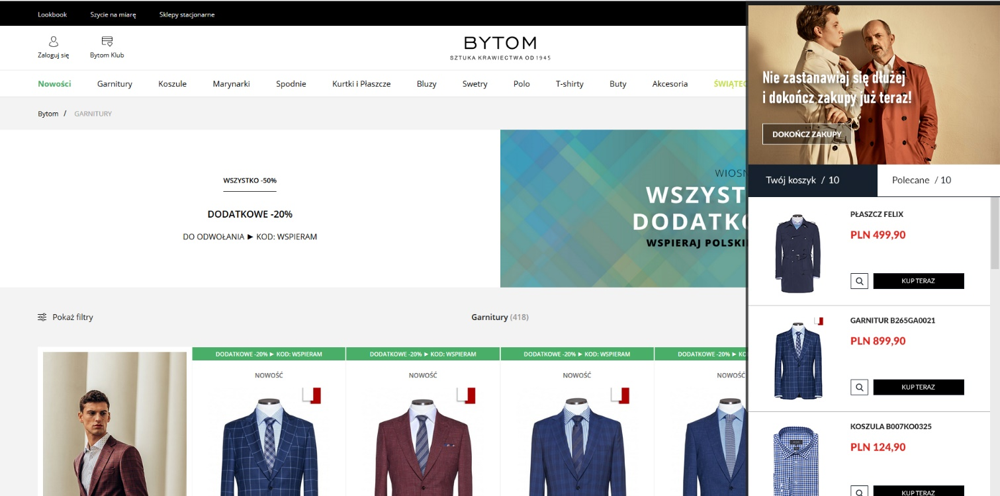 Lookbook
Szycie na miarę
Sklepy stacjonarne
Zaloguj się
Bytom Klub
BYTOM
SZTUKA KRAWIECTWA OD 1945
Nowości
Garnitury
Koszule
Marynarki
Spodnie
Kurtki i Płaszcze
Bluzy
Swetry
Polo
T-shirty
Buty
Akcesoria
ŚWIĄTEC
Bytom / GARNITURY
WSZYSTKO -50%
DODATKOWE -20%
DO ODWOŁANIA ► KOD: WSPIERAM
WIOSN
WSZYST
DODATKO
WSPIERAJ POLSKI
Pokaż filtry
Garnitury (418)
DODATKOWE -20% ► KOD: WSPIERAM
NOWOŚĆ
DODATKOWE -20% ► KOD: WSPIERAM
NOWOŚĆ
DODATKOWE -20% ► KOD: WSPIERAM
NOWOŚĆ
DODATKOWE -20% ► KO
NOWOŚĆ
Nie zastanawiaj się dłużej
i dokończ zakupy już teraz!
DOKOŃCZ ZAKUPY
Twój koszyk / 10
Polecane / 10
PŁASZCZ FELIX
PLN 499,90
KUP TERAZ
GARNITUR B265GA0021
PLN 899,90
KUP TERAZ
KOSZULA B007KO0325
PLN 124,90
KUP TERAZ